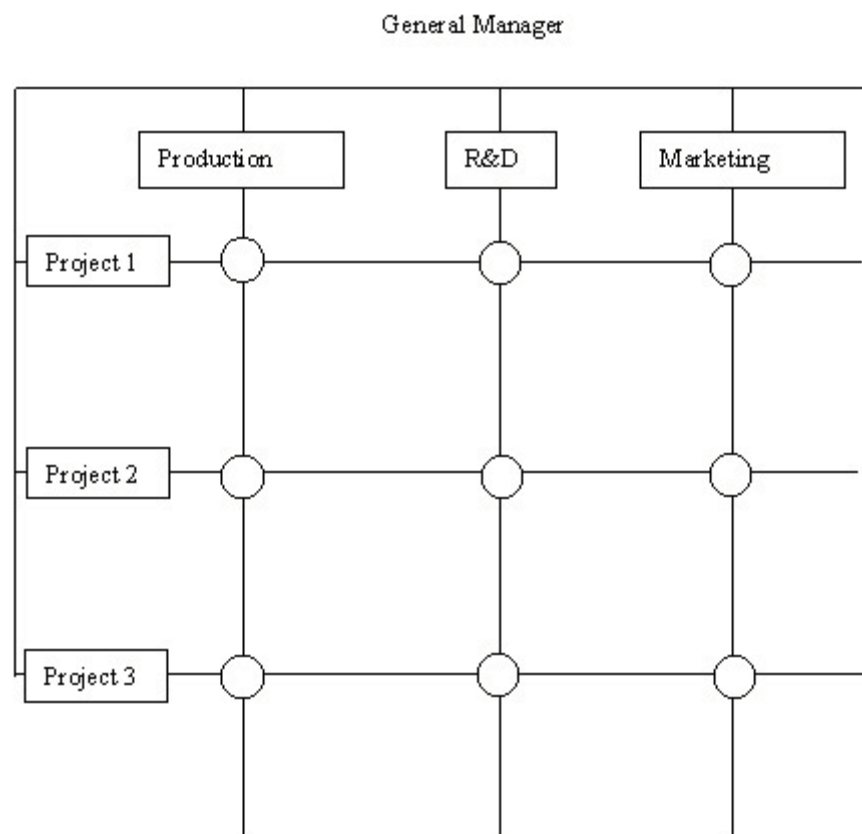 General Manager
Production
R&D
Marketing
Project 1
Project 2
Project 3